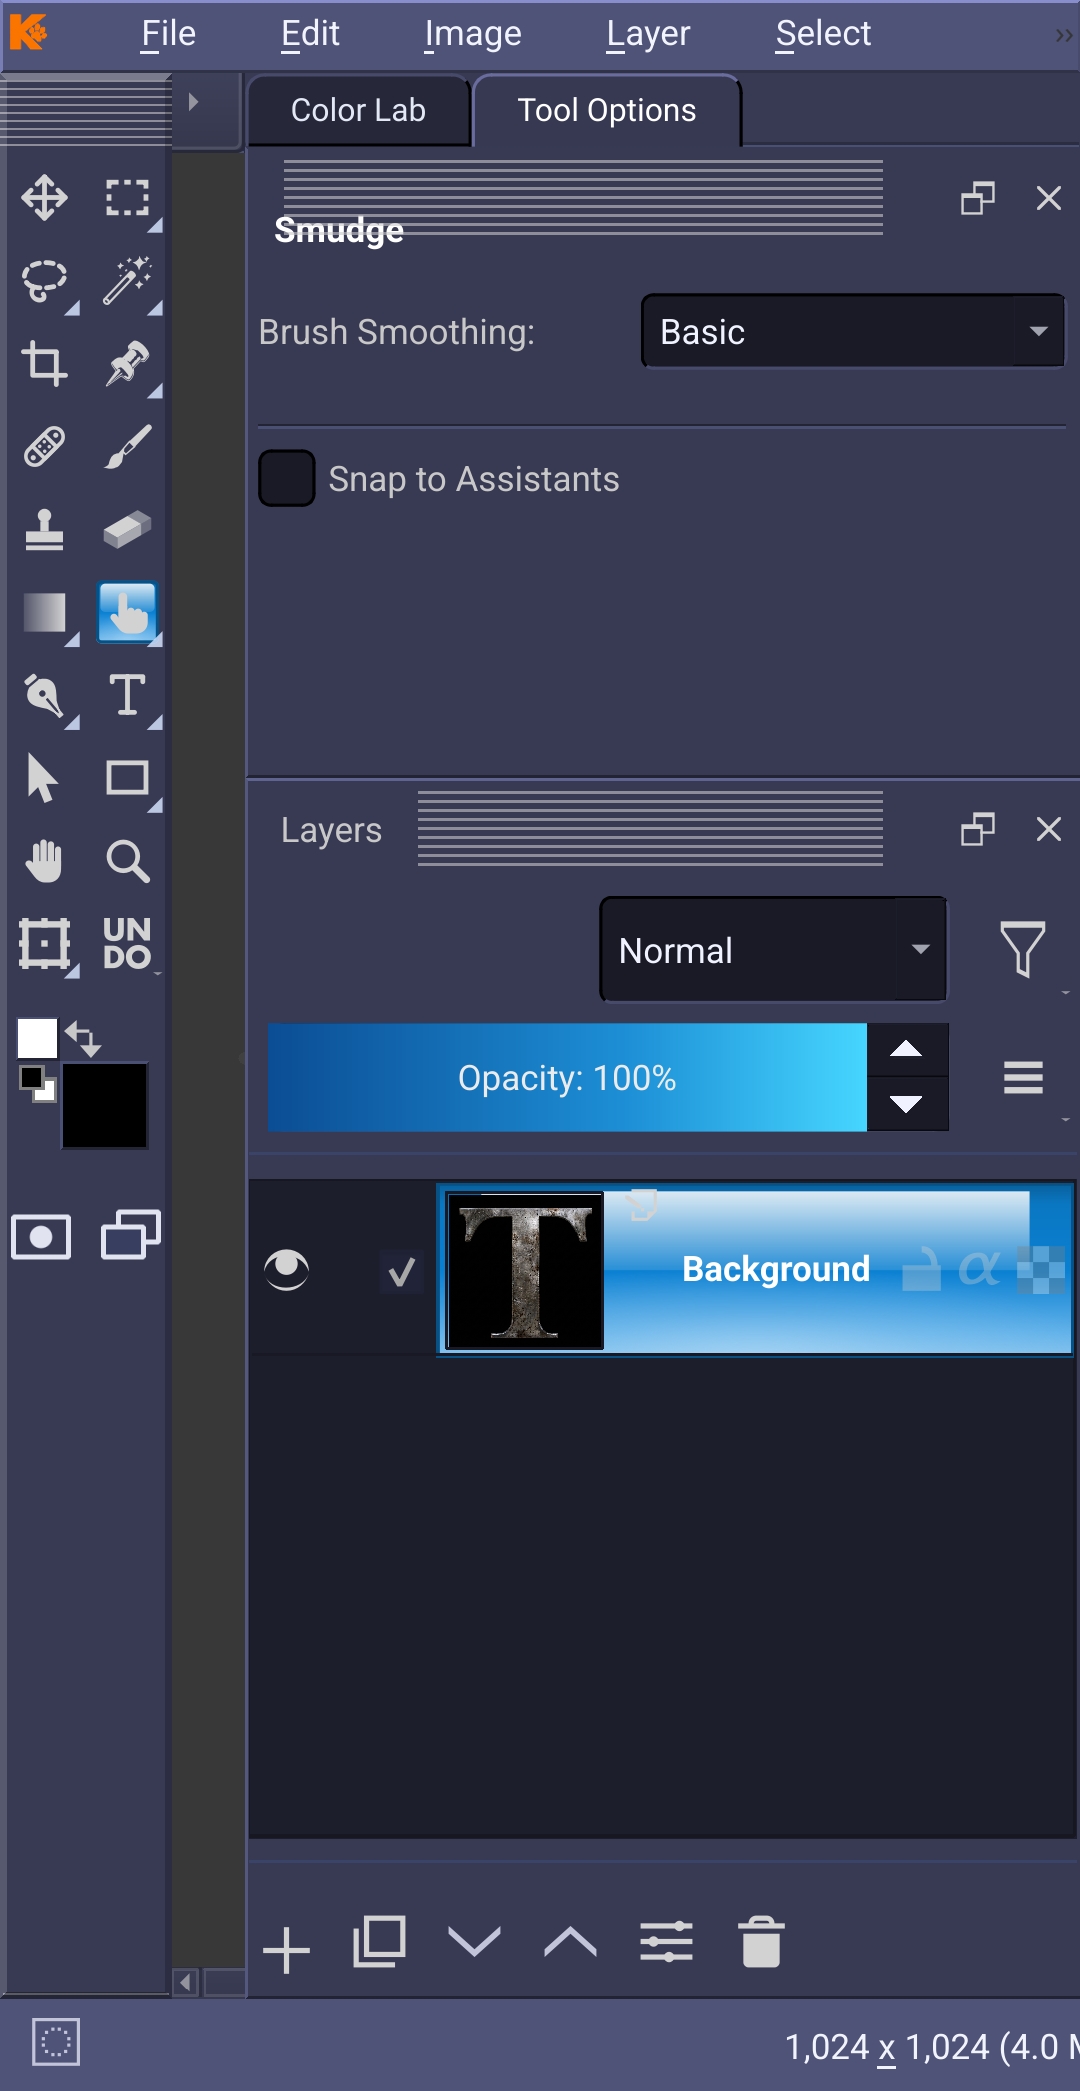 File Edit Image Layer Select »
Color Lab Tool Options
Smudge
Brush Smoothing: Basic
Snap to Assistants
T
Layers
UN
DO
Normal
Opacity: 100%
T Background α
1,024 x 1,024 (4.0 M